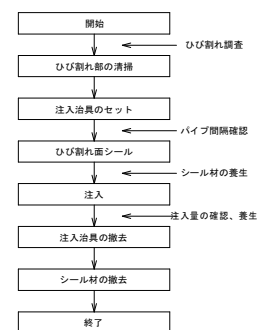 開始
ひび割れ調査
ひび割れ部の清掃
注入治具のセット
パイプ間隔確認
ひび割れ面シール
シール材の養生
注入
注入量の確認、養生
注入治具の撤去
シール材の撤去
終了